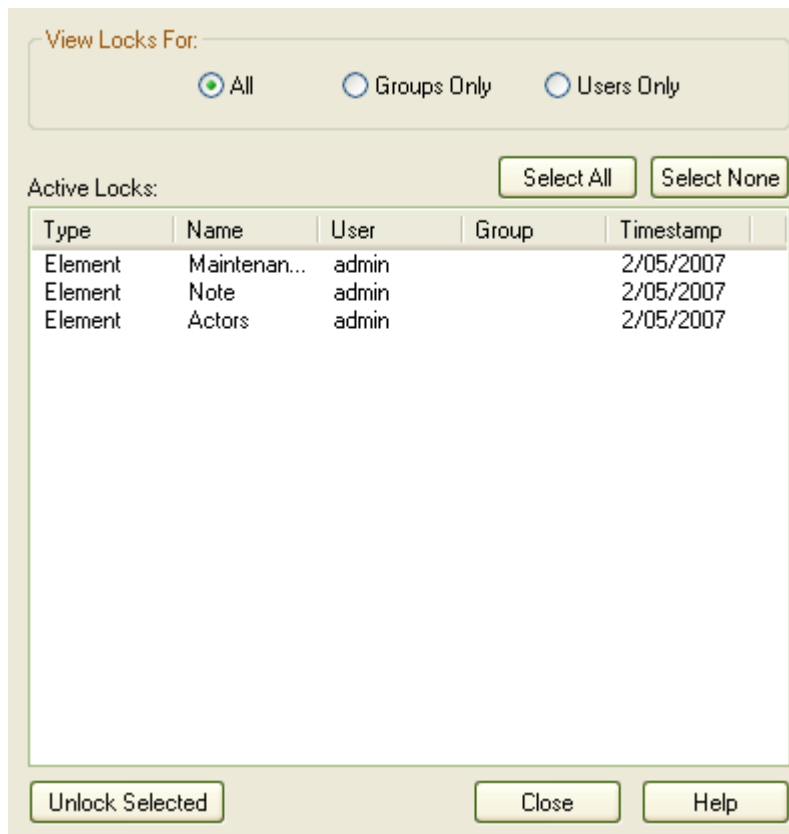 View Locks For:
All Groups Only Users Only
Active Locks: Select All Select None
Type Name User Group Timestamp
Element Maintenan... admin 2/05/2007
Element Note admin 2/05/2007
Element Actors admin 2/05/2007
Unlock Selected Close Help